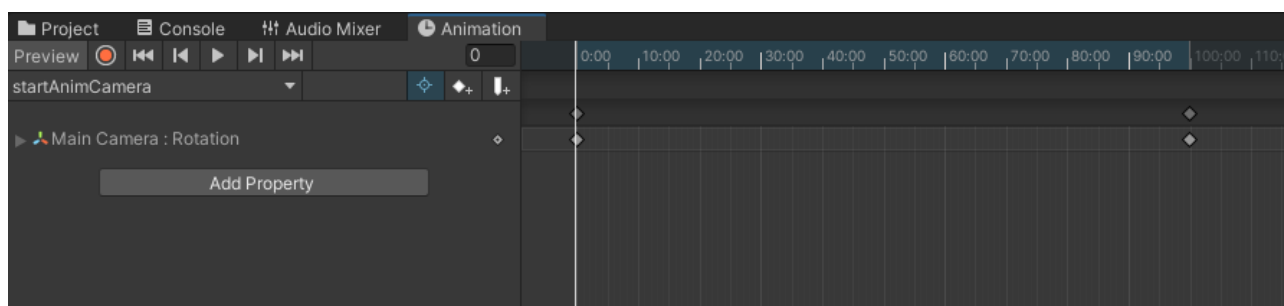 Project Console Audio Mixer Animation
Preview 0 0:00 10:00 20:00 30:00 40:00 50:00 60:00 70:00 80:00 90:00 100:00 110:
startAnimCamera
Main Camera : Rotation
Add Property